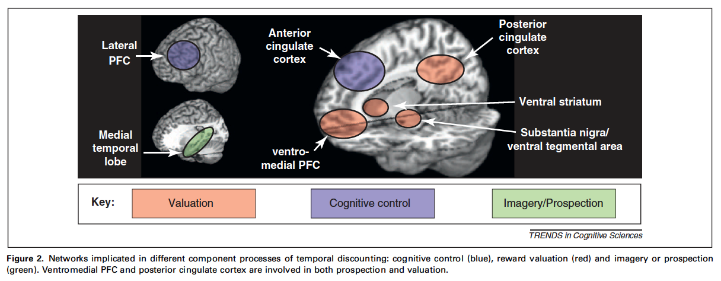 Lateral
PFC
Anterior
cingulate
cortex
Posterior
cingulate
cortex
Medial
temporal
lobe
ventro-
medial PFC
Ventral striatum
Substantia nigra/
ventral tegmental area
Key:
Valuation
Cognitive control
Imagery/Prospection
TRENDS in Cognitive Sciences
Figure 2. Networks implicated in different component processes of temporal discounting: cognitive control (blue), reward valuation (red) and imagery or prospection
(green). Ventromedial PFC and posterior cingulate cortex are involved in both prospection and valuation.